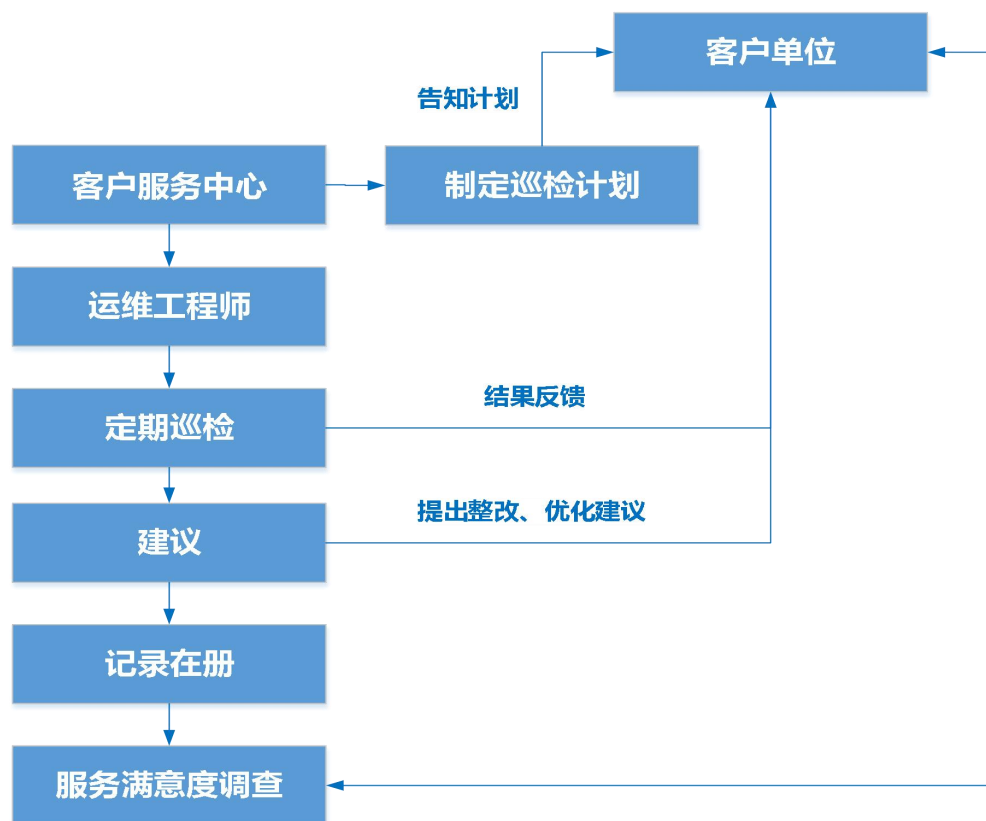 客户单位
告知计划
客户服务中心
制定巡检计划
运维工程师
结果反馈
定期巡检
提出整改、优化建议
建议
记录在册
服务满意度调查